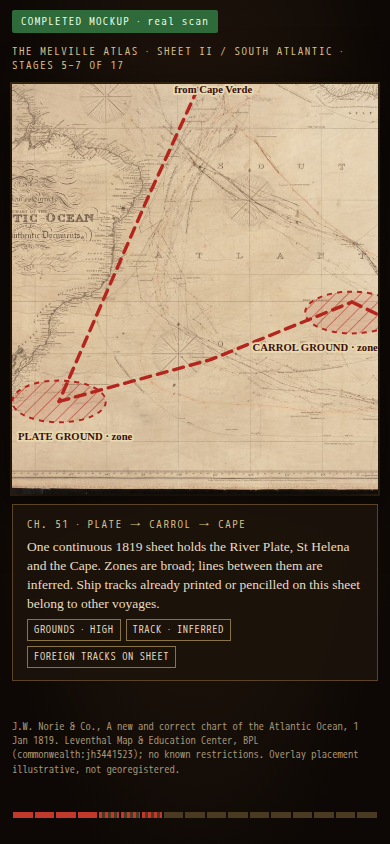 COMPLETED MOCKUP · real scan
THE MELVILLE ATLAS · SHEET II / SOUTH ATLANTIC ·
STAGES 5–7 OF 17
from Cape Verde
S O U T
TIC OCEAN
A T L A N T
CARROL GROUND · zone
PLATE GROUND · zone
CH. 51 · PLATE → CARROL → CAPE
One continuous 1819 sheet holds the River Plate, St Helena
and the Cape. Zones are broad; lines between them are
inferred. Ship tracks already printed or pencilled on this sheet
belong to other voyages.
GROUNDS · HIGH
TRACK · INFERRED
FOREIGN TRACKS ON SHEET
J.W. Norie & Co., A new and correct chart of the Atlantic Ocean, 1
Jan 1819. Leventhal Map & Education Center, BPL
(commonwealth:jh3441523); no known restrictions. Overlay placement
illustrative, not georegistered.